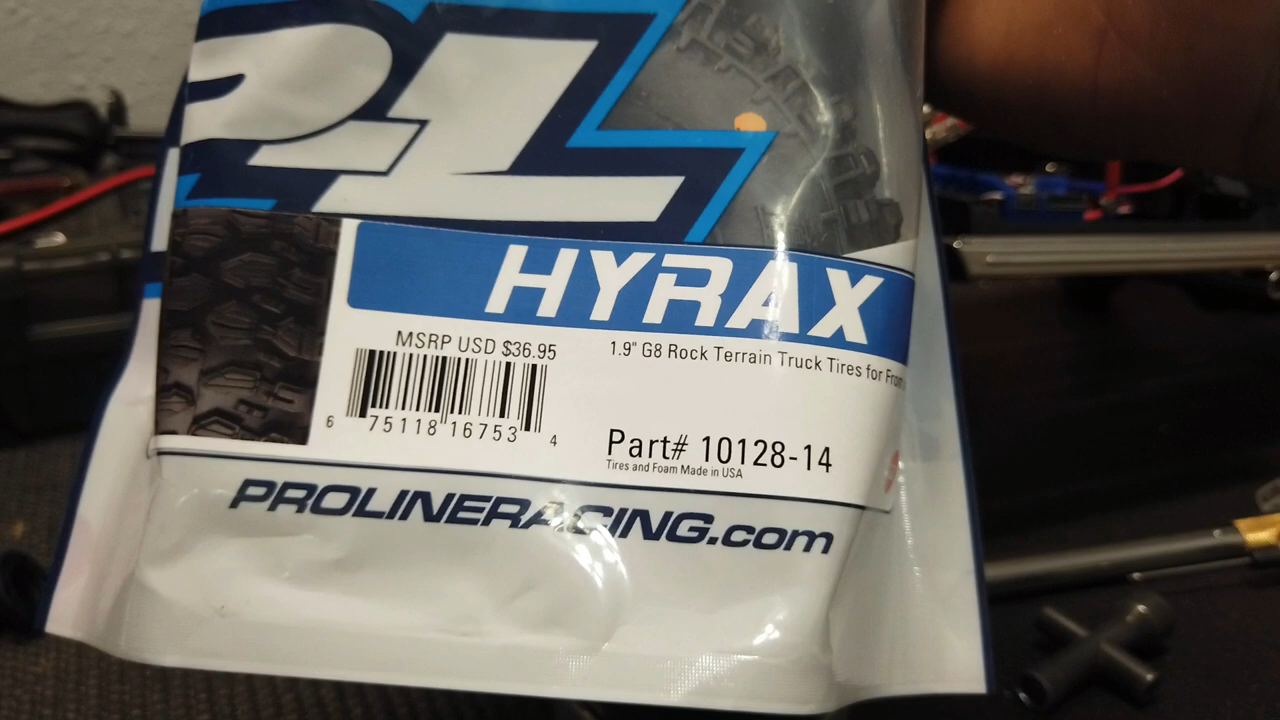 PL
HYRAX
MSRP USD $36.95
1.9" G8 Rock Terrain Truck Tires for
6 75118 16753 4
Part# 10128-14
Tires and Foam Made in USA
PROLINERACING.com